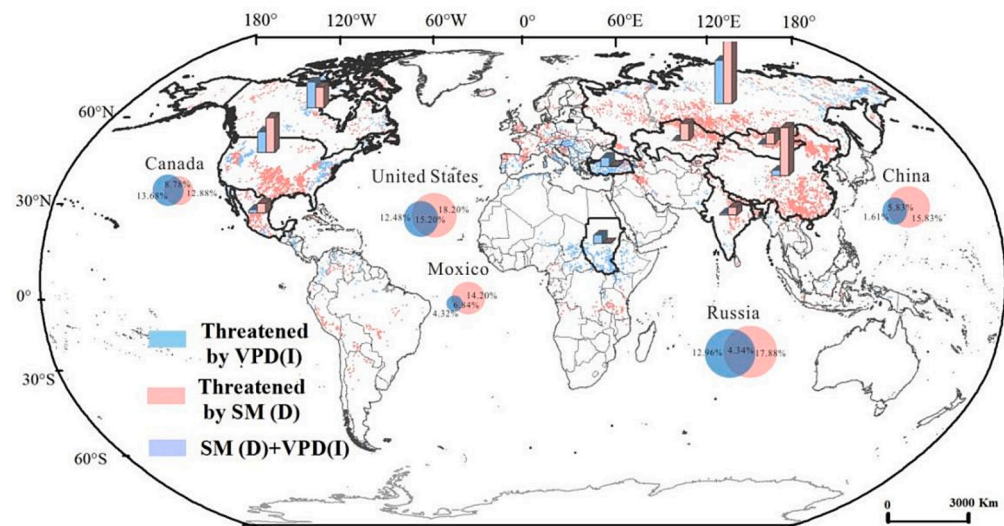 180° 120°W 60°W 0° 60°E 120°E 180°
60°N
Canada
8.78%
13.68% 12.88%
United States
18.20%
12.48% 15.20%
China
5.83%
1.61% 15.83%
30°N
Moxico
14.20%
6.84%
4.32%
0°
Russia
12.96% 4.34% 17.88%
Threatened
by VPD(I)
Threatened
by SM (D)
SM (D)+VPD(I)
30°S
60°S
0 3000 Km